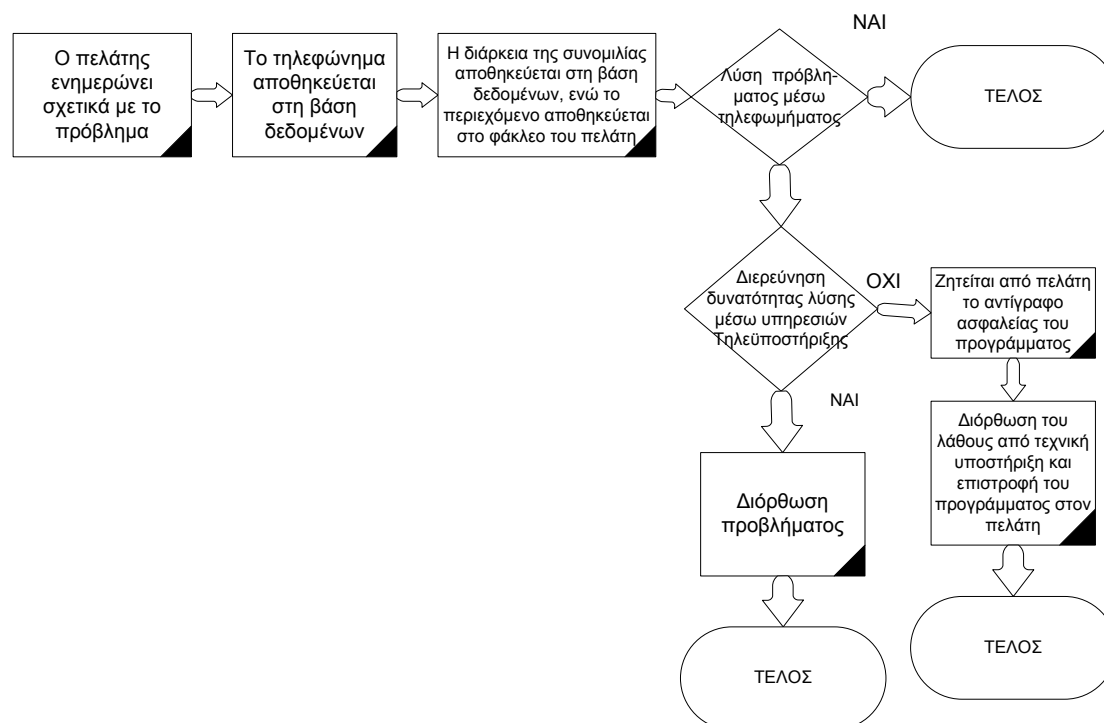 ΝΑΙ
Ο πελάτης
ενημερώνει
σχετικά με το
πρόβλημα
Το τηλεφώνημα
αποθηκεύεται
στη βάση
δεδομένων
Η διάρκεια της συνομιλίας
αποθηκεύεται στη βάση
δεδομένων, ενώ το
περιεχόμενο αποθηκεύεται
στο φάκλεο του πελάτη
Λύση πρόβλη-
ματος μέσω
τηλεφωμήματος
ΤΕΛΟΣ
Διερεύνηση
δυνατότητας λύσης
μέσω υπηρεσιών
Τηλεϋποστήριξης
ΟΧΙ
Ζητείται από πελάτη
το αντίγραφο
ασφαλείας του
προγράμματος
ΝΑΙ
Διόρθωση του
λάθους από τεχνική
υποστήριξη και
επιστροφή του
προγράμματος στον
πελάτη
Διόρθωση
προβλήματος
ΤΕΛΟΣ
ΤΕΛΟΣ